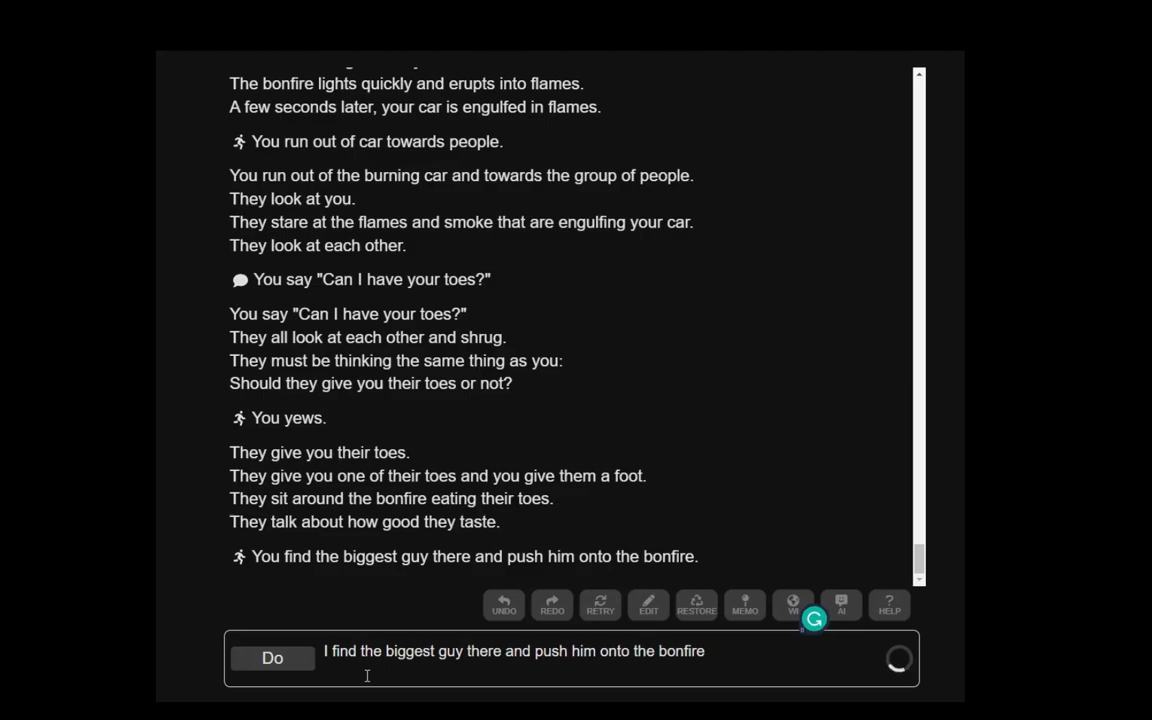 The bonfire lights quickly and erupts into flames.
A few seconds later, your car is engulfed in flames.
You run out of car towards people.
You run out of the burning car and towards the group of people.
They look at you.
They stare at the flames and smoke that are engulfing your car.
They look at each other.
You say "Can I have your toes?"
You say "Can I have your toes?"
They all look at each other and shrug.
They must be thinking the same thing as you:
Should they give you their toes or not?
You yews.
They give you their toes.
They give you one of their toes and you give them a foot.
They sit around the bonfire eating their toes.
They talk about how good they taste.
You find the biggest guy there and push him onto the bonfire.
UNDO REDO RETRY EDIT RESTORE MEMO WI AI HELP
Do I find the biggest guy there and push him onto the bonfire